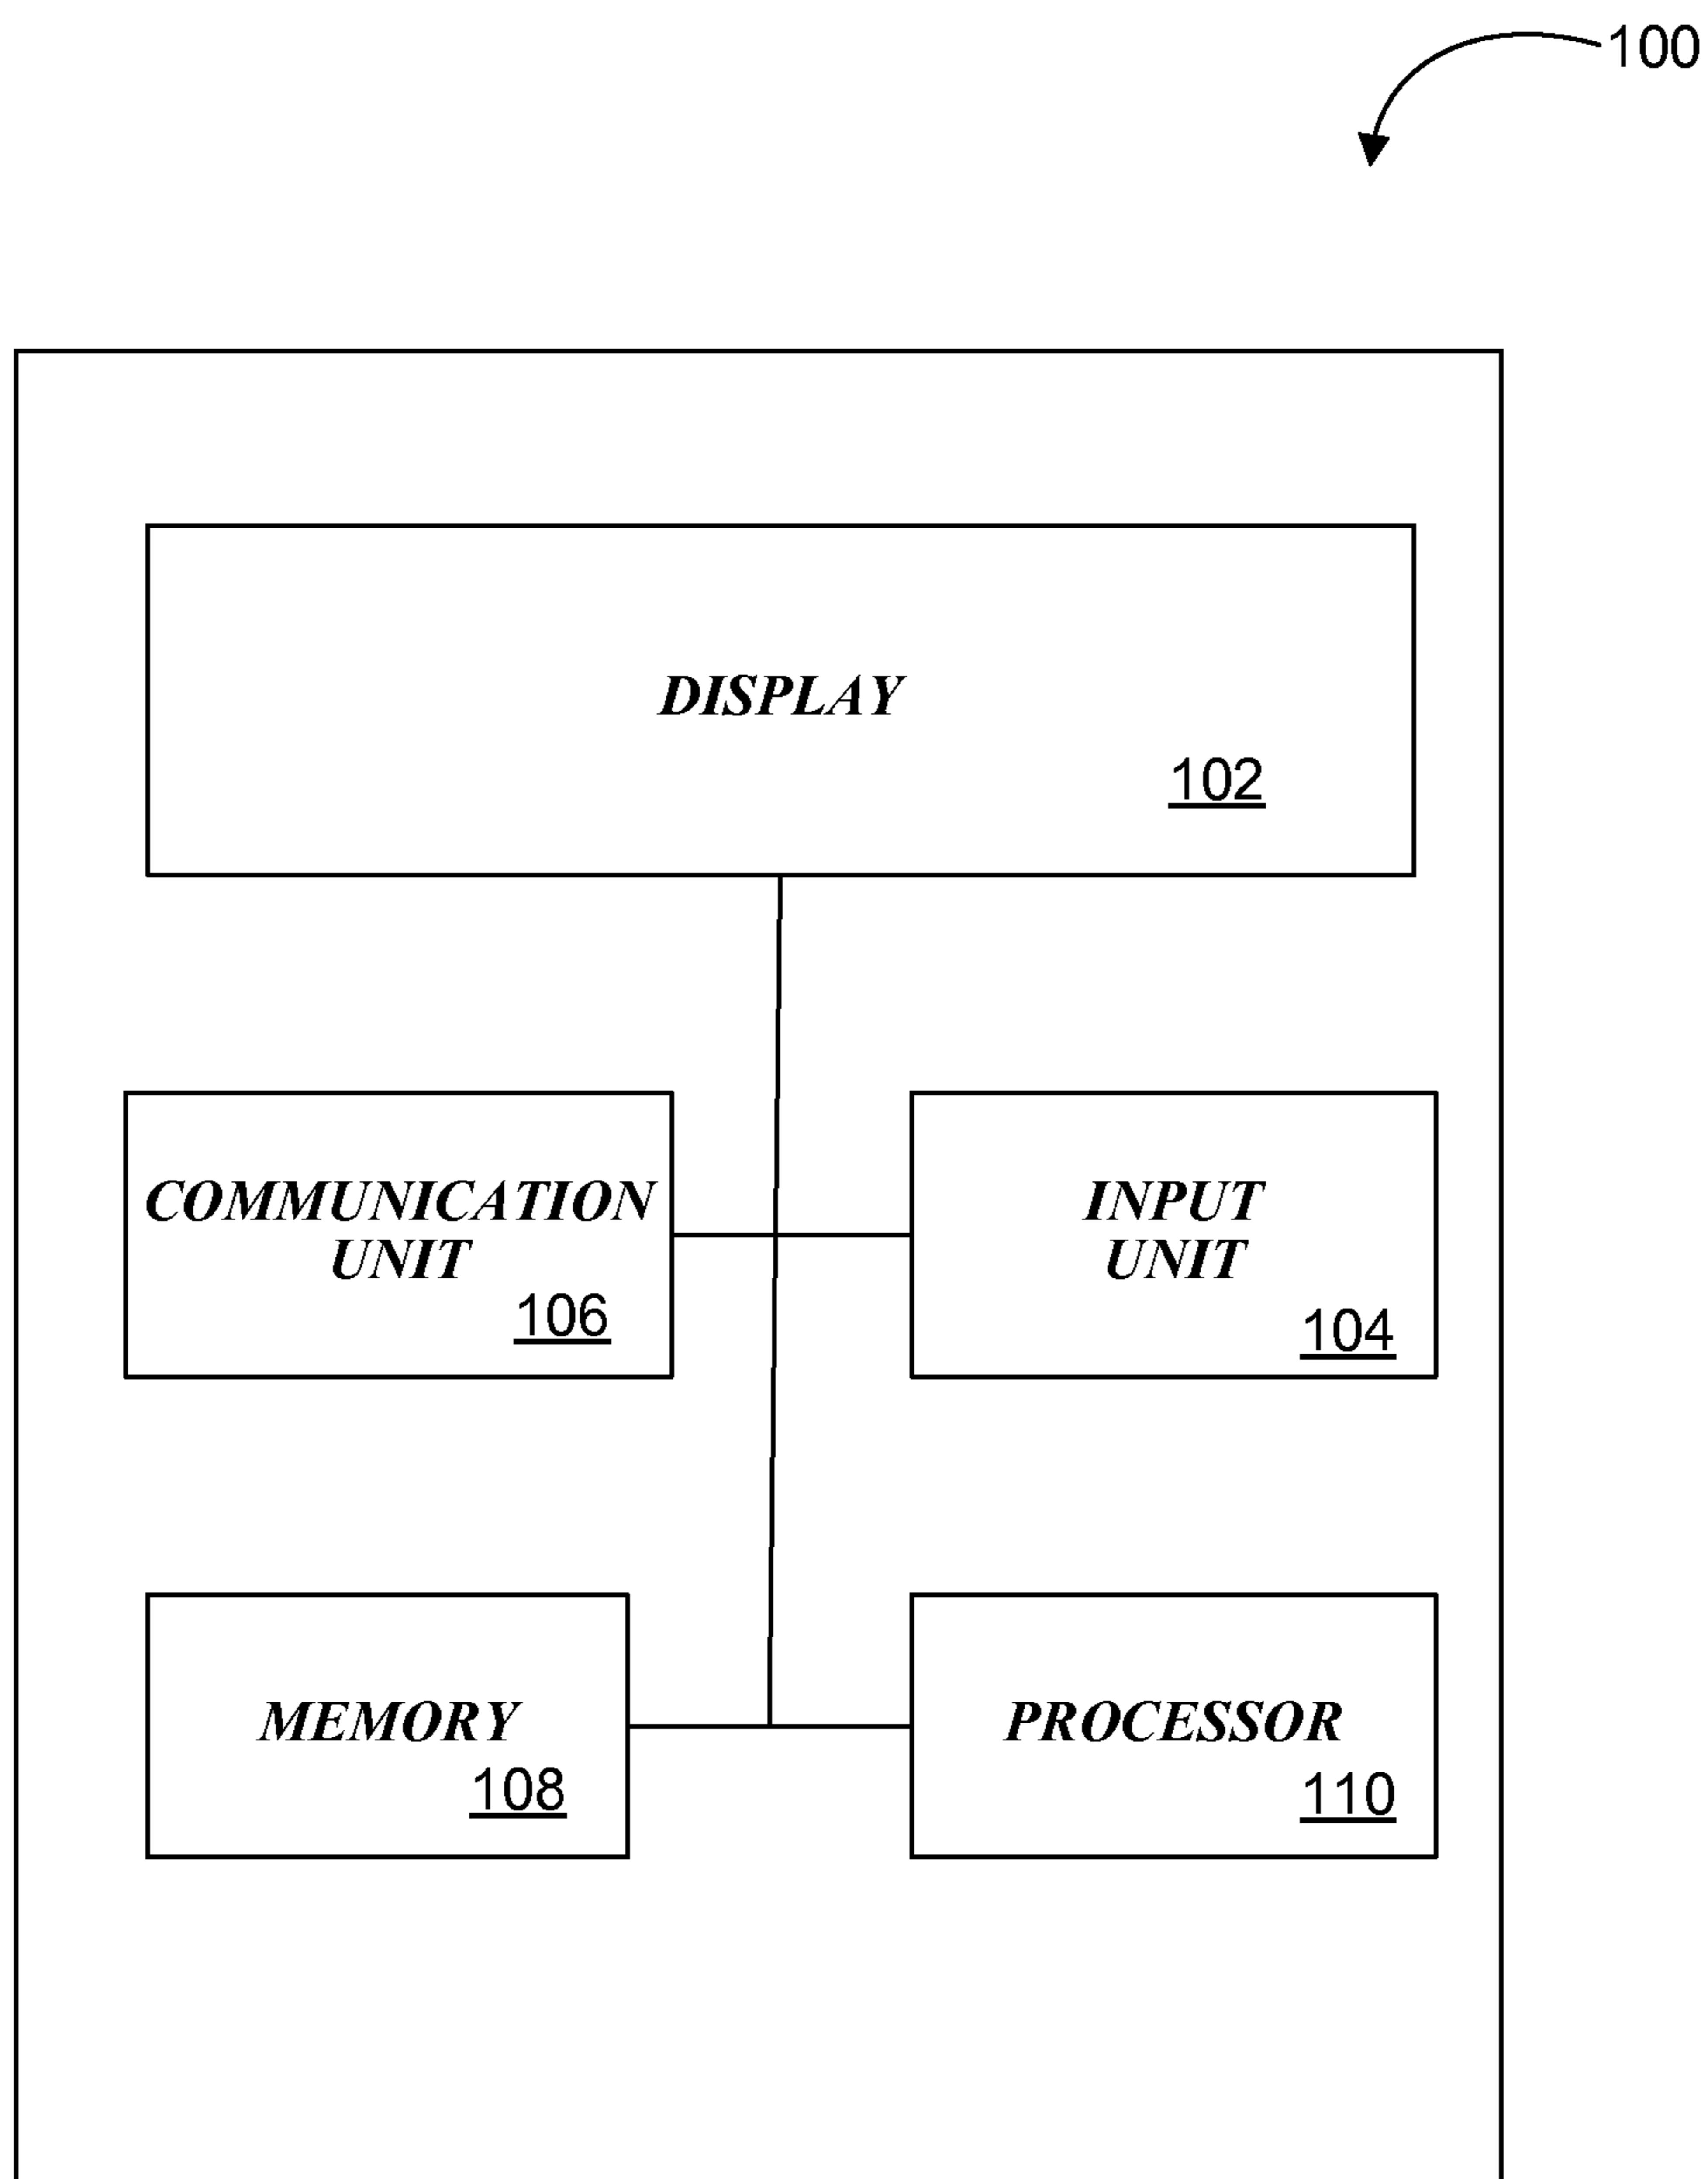 100
DISPLAY
102
COMMUNICATION
UNIT
106
INPUT
UNIT
104
MEMORY
108
PROCESSOR
110